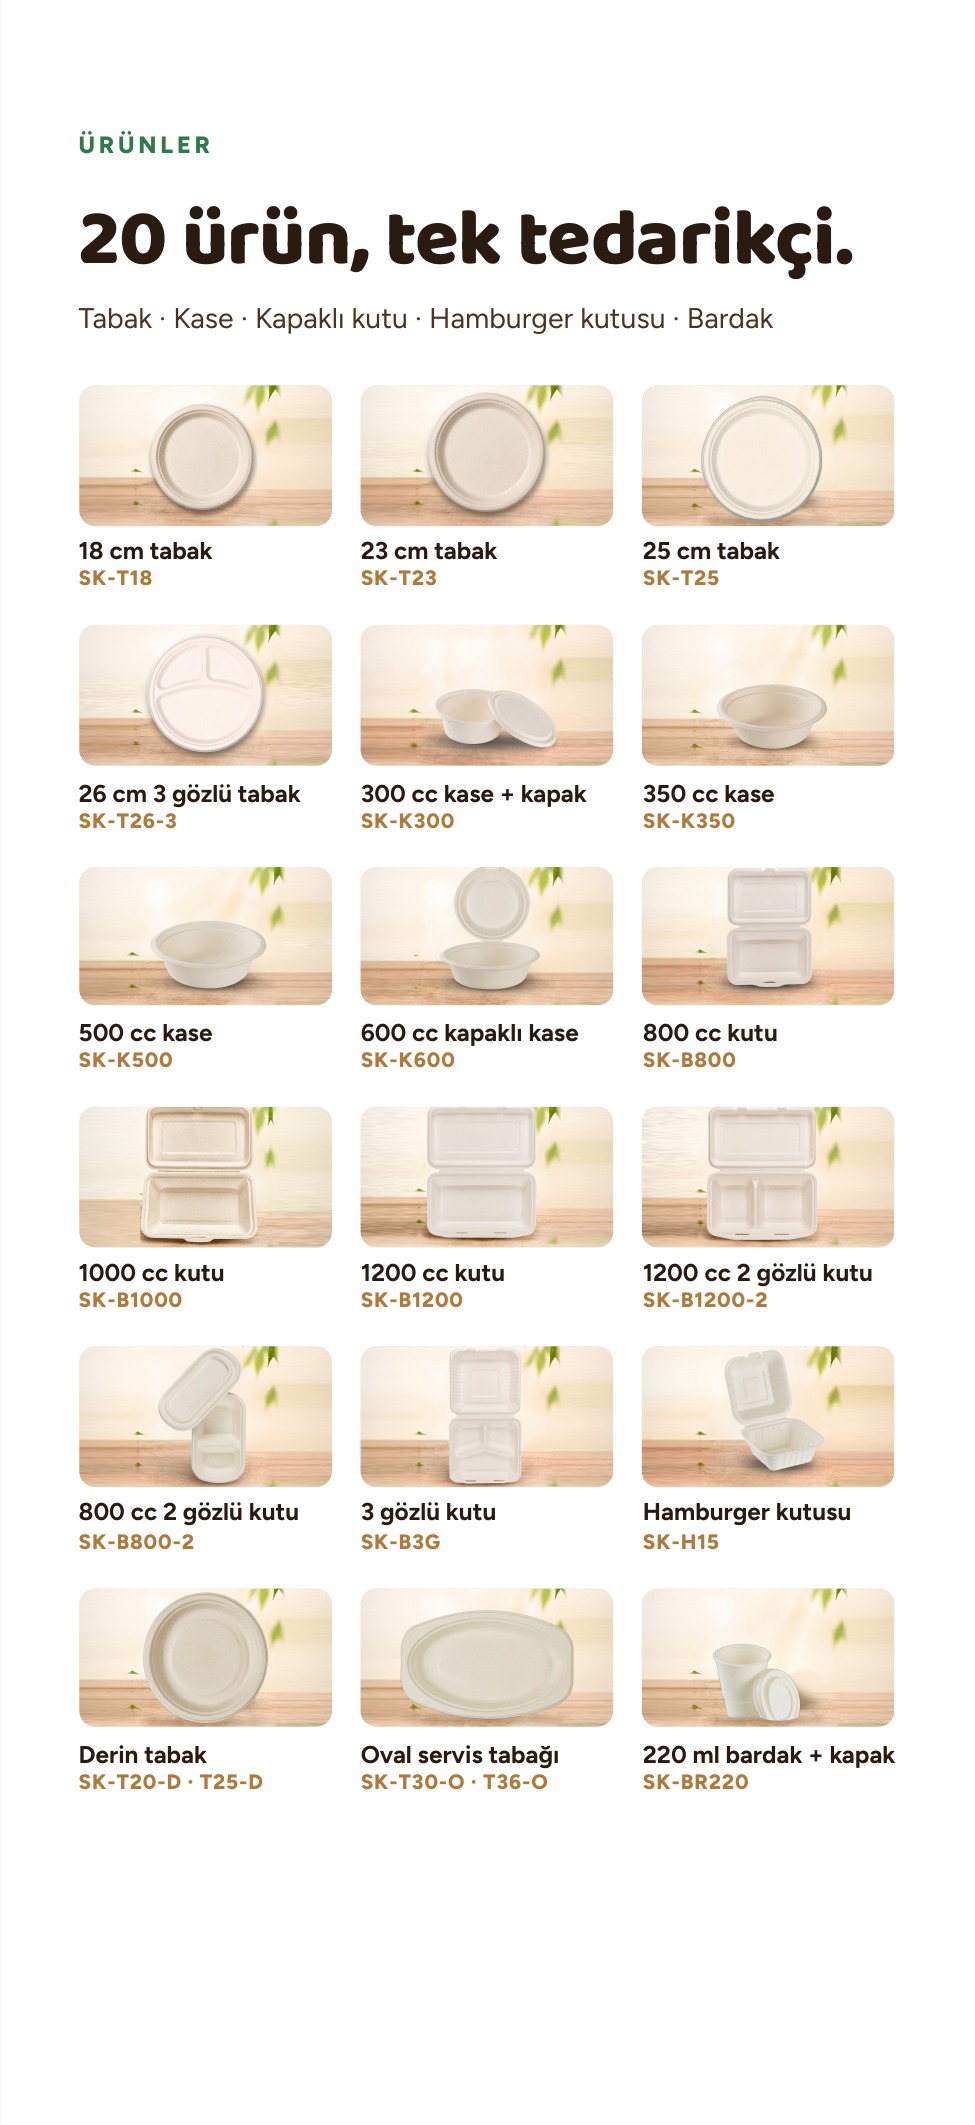 ÜRÜNLER
20 ürün, tek tedarikçi.
Tabak · Kase · Kapaklı kutu · Hamburger kutusu · Bardak
18 cm tabak
SK-T18
23 cm tabak
SK-T23
25 cm tabak
SK-T25
26 cm 3 gözlü tabak
SK-T26-3
300 cc kase + kapak
SK-K300
350 cc kase
SK-K350
500 cc kase
SK-K500
600 cc kapaklı kase
SK-K600
800 cc kutu
SK-B800
1000 cc kutu
SK-B1000
1200 cc kutu
SK-B1200
1200 cc 2 gözlü kutu
SK-B1200-2
800 cc 2 gözlü kutu
SK-B800-2
3 gözlü kutu
SK-B3G
Hamburger kutusu
SK-H15
Derin tabak
SK-T20-D · T25-D
Oval servis tabağı
SK-T30-O · T36-O
220 ml bardak + kapak
SK-BR220